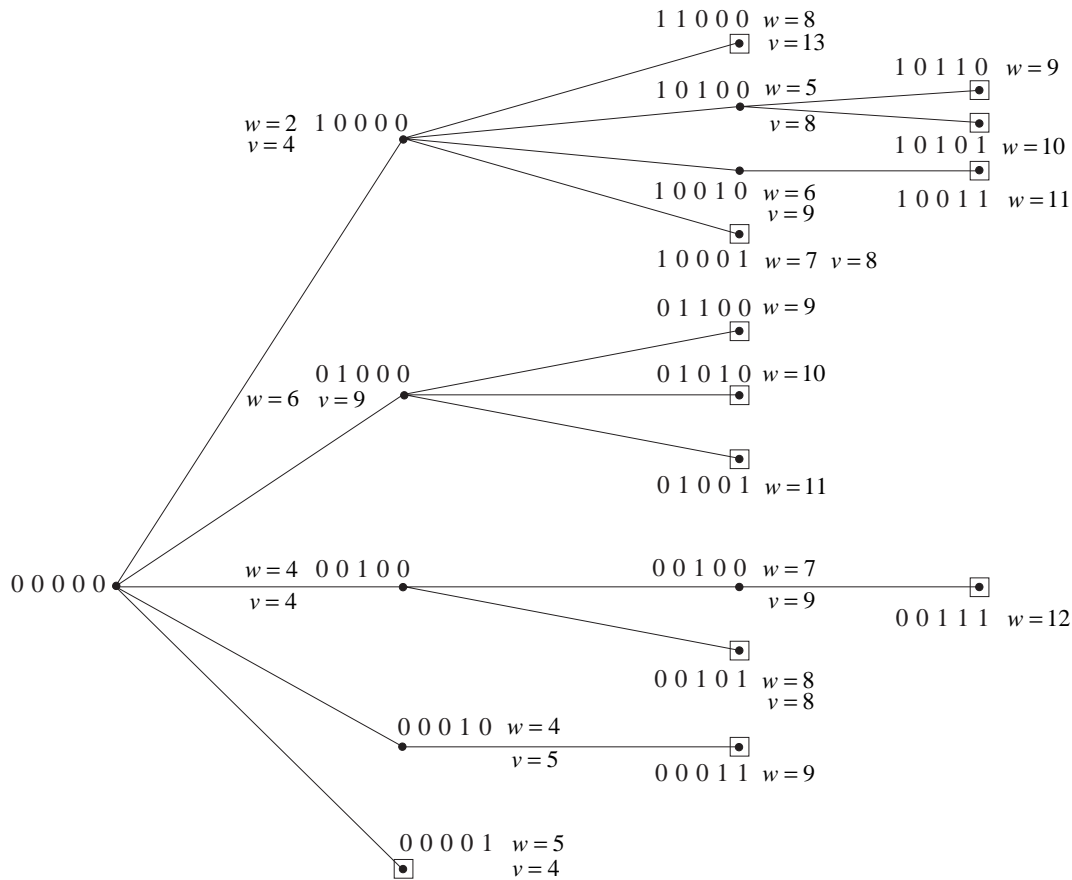 1 1 0 0 0 w = 8
v = 13
1 0 1 1 0 w = 9
1 0 1 0 0 w = 5
v = 8
w = 2 1 0 0 0 0
v = 4
1 0 1 0 1 w = 10
1 0 0 1 0 w = 6
v = 9
1 0 0 1 1 w = 11
1 0 0 0 1 w = 7 v = 8
0 1 1 0 0 w = 9
0 1 0 0 0
w = 6 v = 9
0 1 0 1 0 w = 10
0 1 0 0 1 w = 11
0 0 0 0 0
w = 4 0 0 1 0 0
v = 4
0 0 1 0 0 w = 7
v = 9
0 0 1 1 1 w = 12
0 0 1 0 1 w = 8
v = 8
0 0 0 1 0 w = 4
v = 5
0 0 0 1 1 w = 9
0 0 0 0 1 w = 5
v = 4